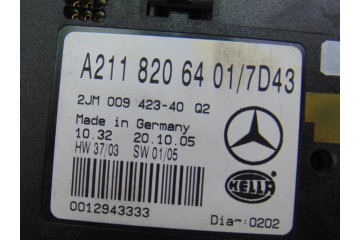 A211 820 64 01/7D43
2JM 009 423-40 Q2
Made in Germany
10.32 20.10.05
HW 37/03 SW 01/05
HELLA
0012943333
Diag:0202